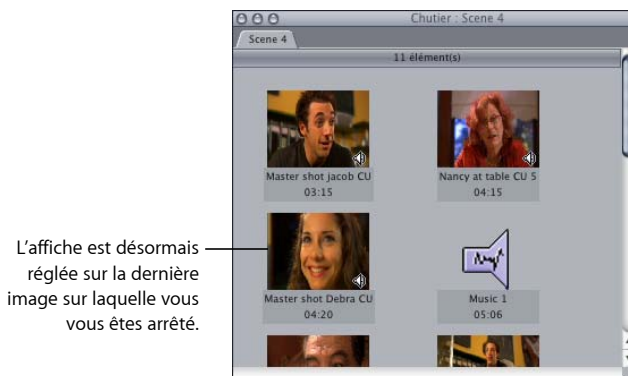 Chutier : Scene 4
Scene 4
11 élément(s)
Master shot jacob CU
03:15
Nancy at table CU 5
04:15
L'affiche est désormais
réglée sur la dernière
image sur laquelle vous
vous êtes arrêté.
Master shot Debra CU
04:20
Music 1
05:06